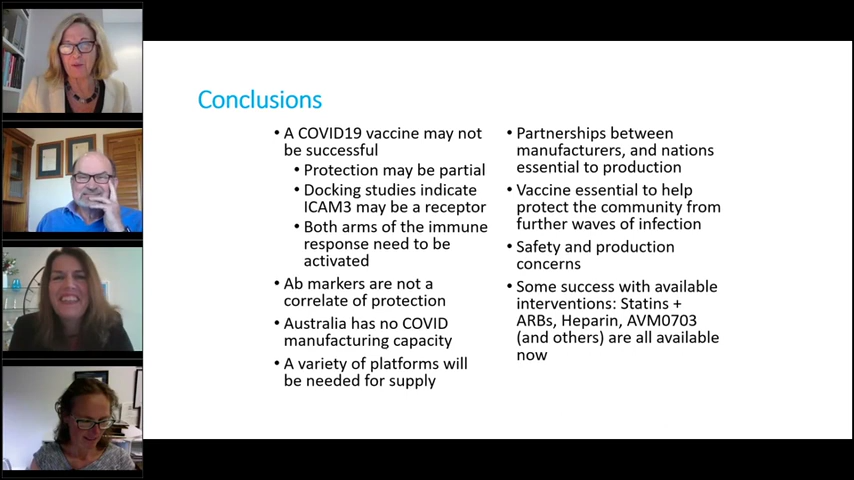 Conclusions
• A COVID19 vaccine may not
be successful
• Protection may be partial
• Docking studies indicate
ICAM3 may be a receptor
• Both arms of the immune
response need to be
activated
• Ab markers are not a
correlate of protection
• Australia has no COVID
manufacturing capacity
• A variety of platforms will
be needed for supply
• Partnerships between
manufacturers, and nations
essential to production
• Vaccine essential to help
protect the community from
further waves of infection
• Safety and production
concerns
• Some success with available
interventions: Statins +
ARBs, Heparin, AVM0703
(and others) are all available
now